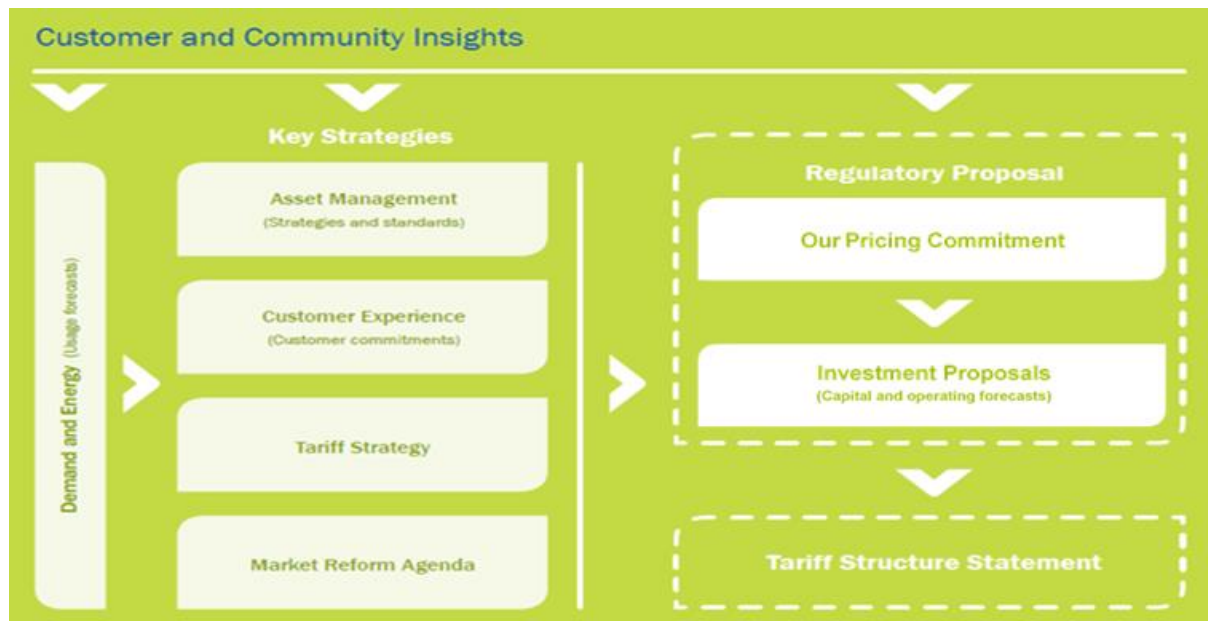 Customer and Community Insights
Demand and Energy (Usage forecasts)
Key Strategies
Asset Management
(Strategies and standards)
Customer Experience
(Customer commitments)
Tariff Strategy
Market Reform Agenda
Regulatory Proposal
Our Pricing Commitment
Investment Proposals
(Capital and operating forecasts)
Tariff Structure Statement